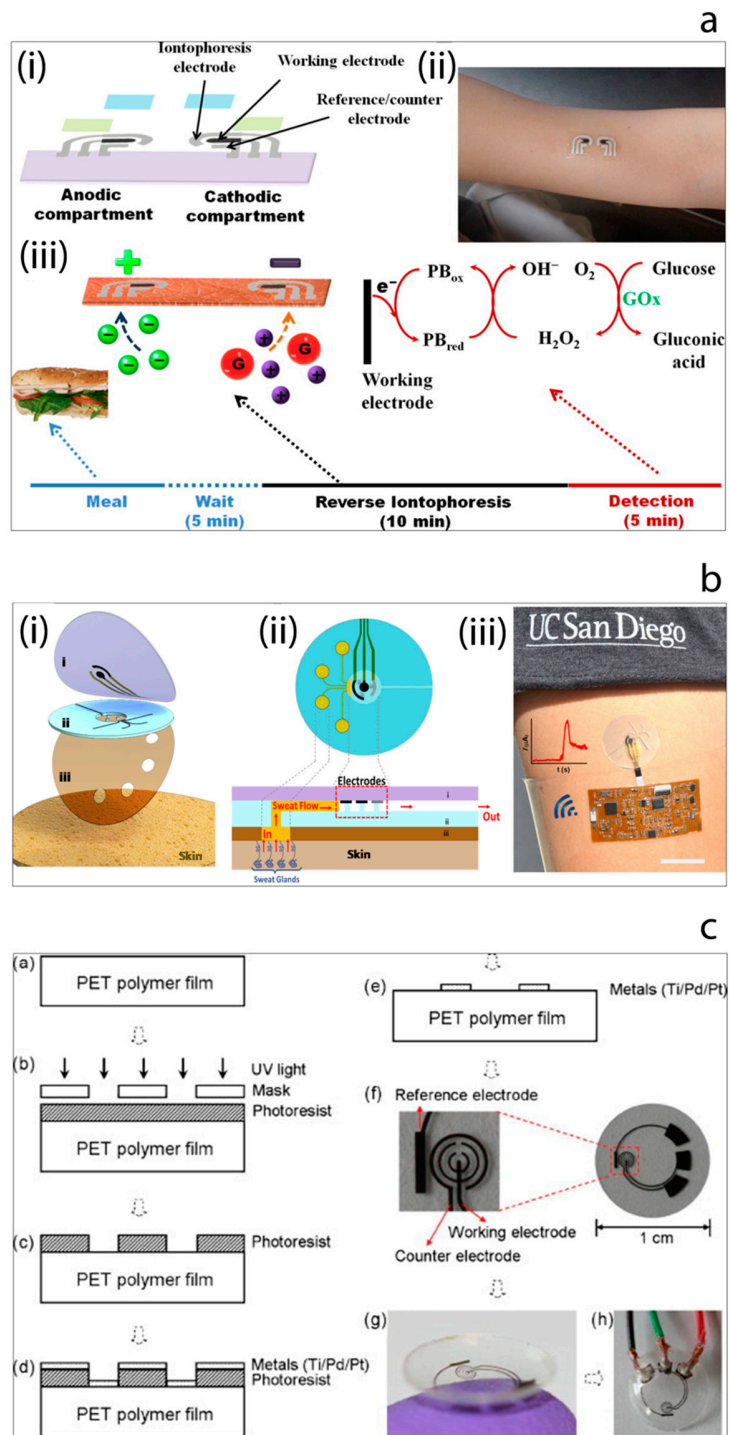 a
(i)
Iontophoresis
electrode
Working electrode
Reference/counter
electrode
Anodic
compartment
Cathodic
compartment
(ii)
(iii)
+
−
− − − −
G G
+ + + +
e−
PBox
PBred
OH−
O2
Glucose
GOx
H2O2
Gluconic
acid
Working
electrode
Meal
Wait
(5 min)
Reverse Iontophoresis
(10 min)
Detection
(5 min)
b
(i)
i
ii
iii
Skin
(ii)
Electrodes
Sweat Flow
i
ii
iii
In
Out
Skin
Sweat Glands
(iii)
UC San Diego
t (s)
c
(a)
PET polymer film
(b)
UV light
Mask
Photoresist
PET polymer film
(c)
Photoresist
PET polymer film
(d)
Metals (Ti/Pd/Pt)
Photoresist
PET polymer film
(e)
Metals (Ti/Pd/Pt)
PET polymer film
(f)
Reference electrode
Working electrode
Counter electrode
1 cm
(g)
(h)